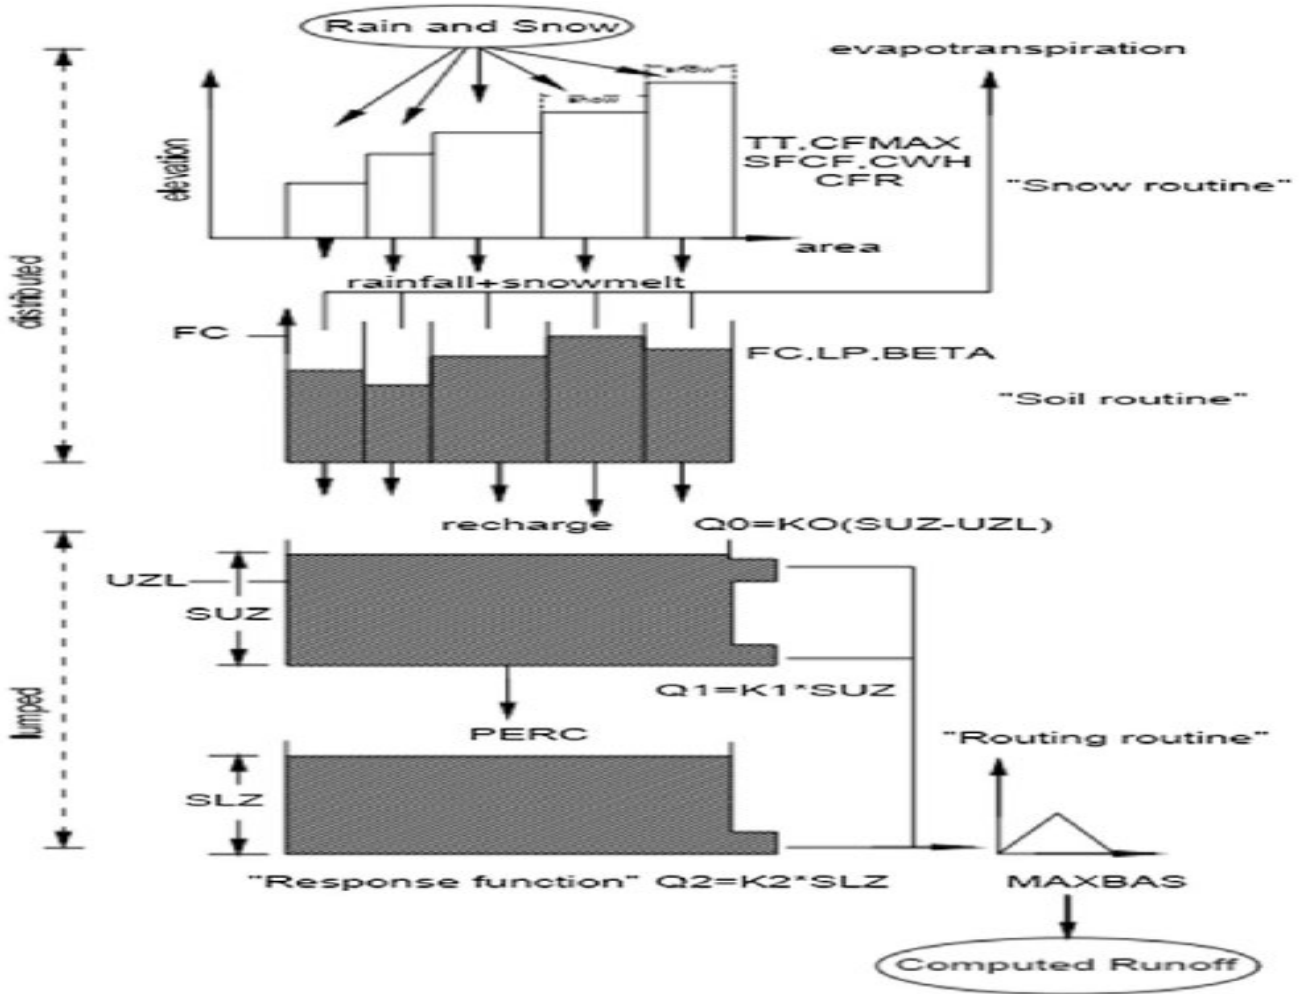 Rain and Snow
evapotranspiration
snow
snow
elevation
TT,CFMAX
SFCF,CWH
CFR
"Snow routine"
area
distributed
rainfall+snowmelt
FC
FC,LP,BETA
"Soil routine"
recharge
Q0=KO(SUZ-UZL)
UZL
SUZ
Q1=K1*SUZ
lumped
PERC
"Routing routine"
SLZ
"Response function" Q2=K2*SLZ
MAXBAS
Computed Runoff